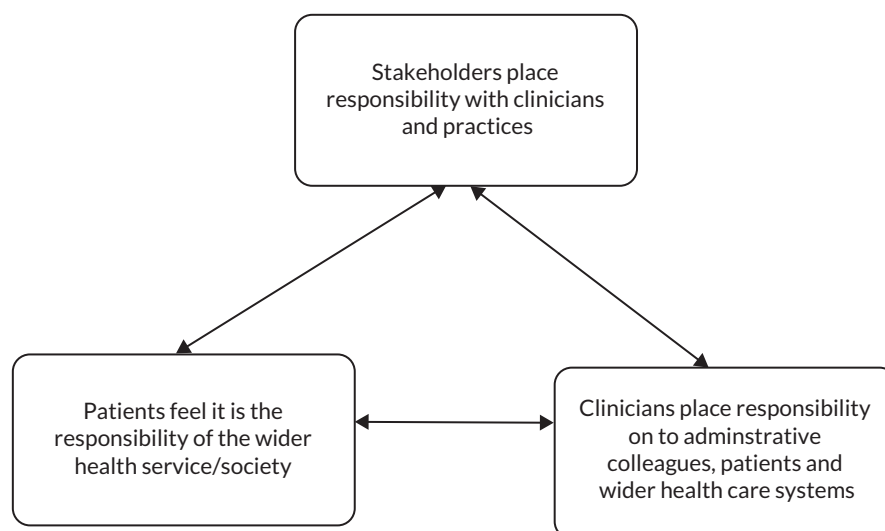 Stakeholders place
responsibility with clinicians
and practices
Patients feel it is the
responsibility of the wider
health service/society
Clinicians place responsibility
on to adminstrative
colleagues, patients and
wider health care systems